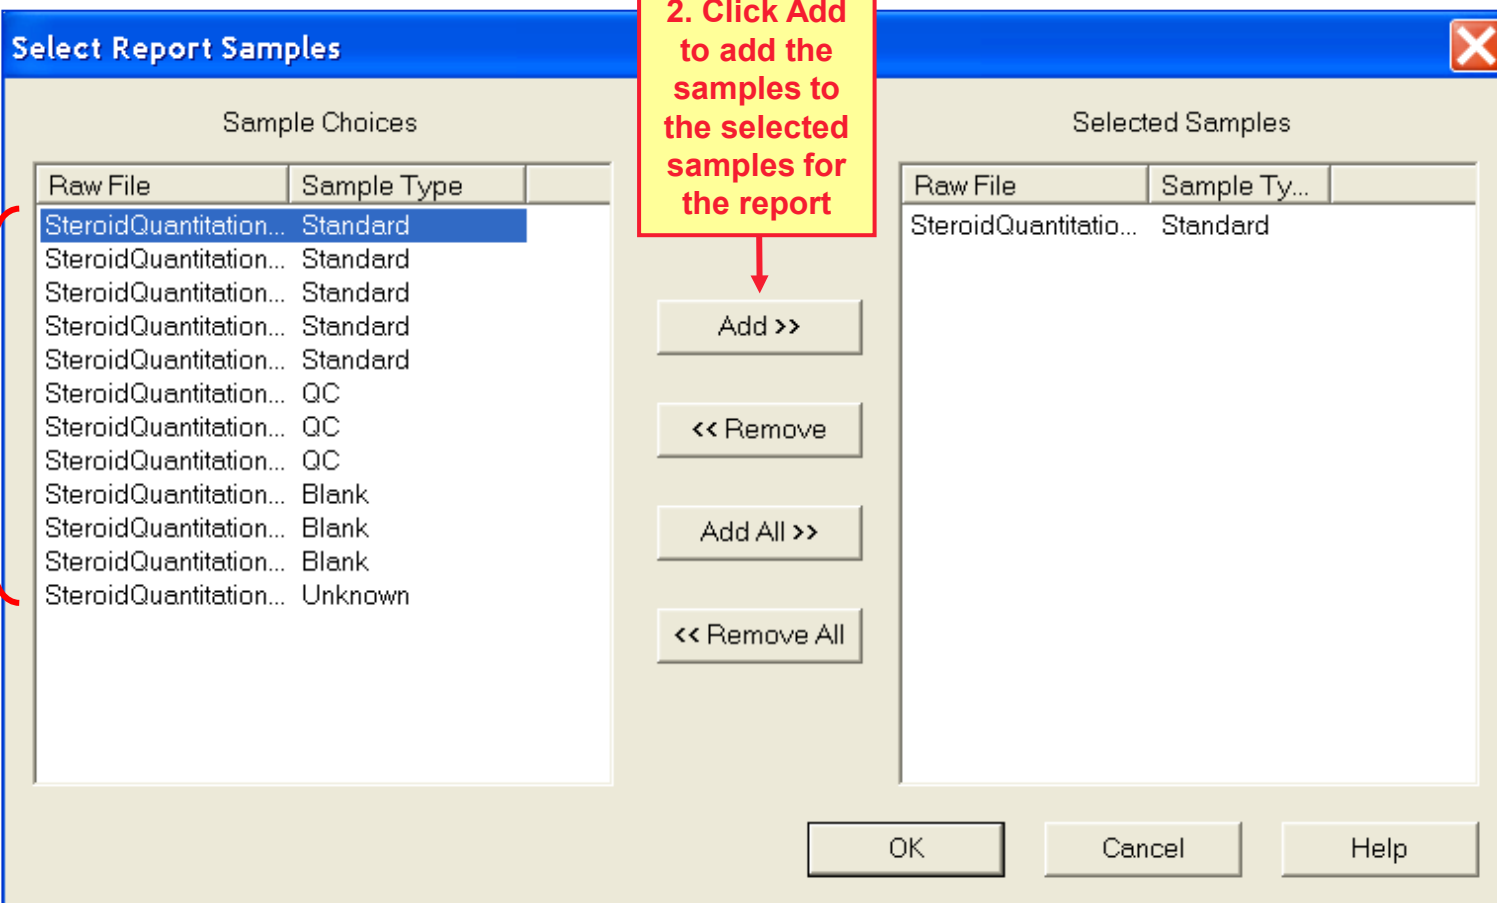 2. Click Add
to add the
samples to
the selected
samples for
the report
Select Report Samples
Sample Choices
Selected Samples
Raw File Sample Type
SteroidQuantitation... Standard
SteroidQuantitation... Standard
SteroidQuantitation... Standard
SteroidQuantitation... Standard
SteroidQuantitation... Standard
SteroidQuantitation... QC
SteroidQuantitation... QC
SteroidQuantitation... QC
SteroidQuantitation... Blank
SteroidQuantitation... Blank
SteroidQuantitation... Blank
SteroidQuantitation... Unknown
Add >>
<< Remove
Add All >>
<< Remove All
Raw File Sample Ty...
SteroidQuantitatio... Standard
OK
Cancel
Help